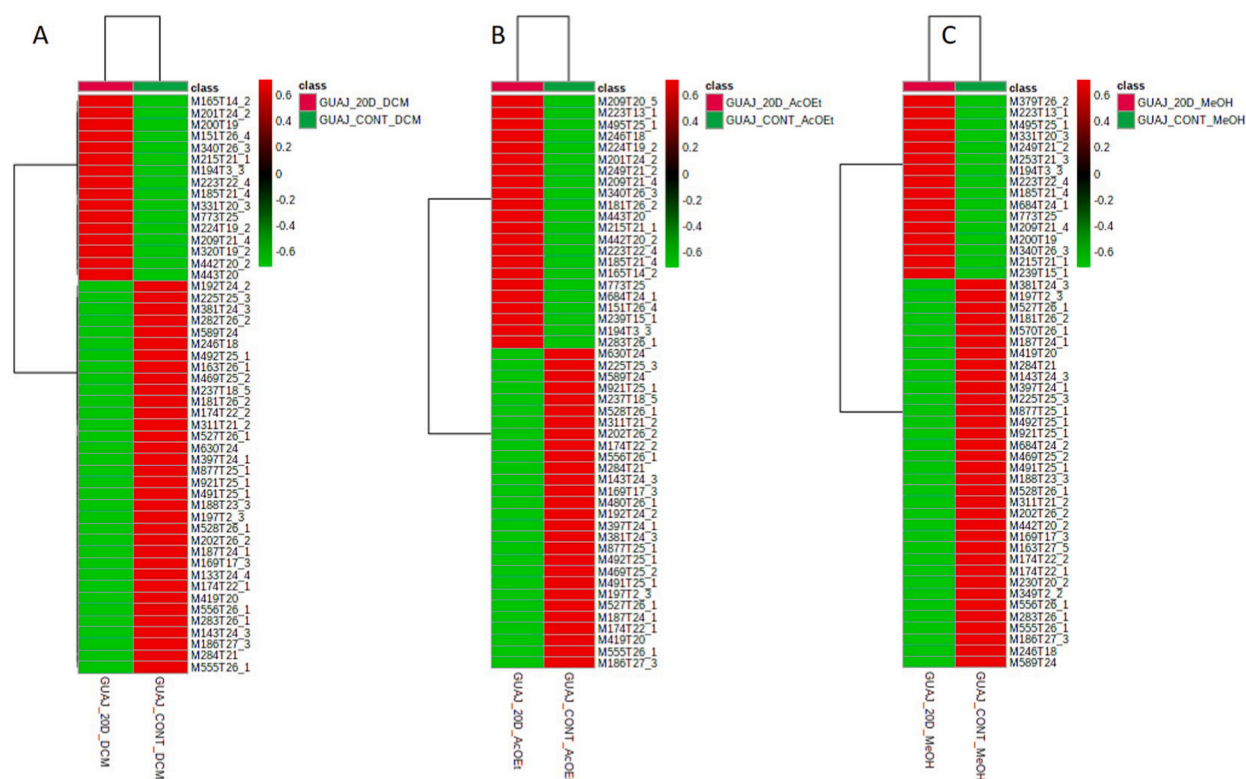 A
class
GUAJ_20D_DCM
GUAJ_CONT_DCM
0.6
0.4
0.2
0
-0.2
-0.4
-0.6
M165T14_2
M201T24_2
M200T19
M151T26_4
M340T26_3
M215T21_1
M194T3_3
M223T22_4
M185T21_4
M331T20_3
M773T25
M224T19_2
M209T21_4
M320T19_2
M442T20_2
M443T20
M192T24_2
M225T25_3
M381T24_3
M282T26_2
M589T24
M246T18
M492T25_1
M163T26_1
M469T25_2
M237T18_5
M181T26_2
M174T22_2
M311T21_2
M527T26_1
M630T24
M397T24_1
M877T25_1
M921T25_1
M491T25_1
M188T23_3
M197T2_3
M528T26_1
M202T26_2
M187T24_1
M169T17_3
M133T24_4
M174T22_1
M419T20
M556T26_1
M283T26_1
M143T24_3
M186T27_3
M284T21
M555T26_1
GUAJ_20D_DCM
GUAJ_CONT_DCM
B
class
GUAJ_20D_AcOEt
GUAJ_CONT_AcOEt
0.6
0.4
0.2
0
-0.2
-0.4
-0.6
M209T20_5
M223T13_1
M495T25_1
M246T18
M224T19_2
M201T24_2
M249T21_2
M209T21_4
M340T26_3
M181T26_2
M443T20
M215T21_1
M442T20_2
M223T22_4
M185T21_4
M165T14_2
M773T25
M684T24_1
M151T26_4
M239T15_1
M194T3_3
M283T26_1
M630T24
M225T25_3
M589T24
M921T25_1
M237T18_5
M528T26_1
M311T21_2
M202T26_2
M174T22_2
M556T26_1
M284T21
M143T24_3
M169T17_3
M480T26_1
M192T24_2
M397T24_1
M381T24_3
M877T25_1
M492T25_1
M469T25_2
M491T25_1
M197T2_3
M527T26_1
M187T24_1
M174T22_1
M419T20
M555T26_1
M186T27_3
GUAJ_20D_AcOEt
GUAJ_CONT_AcOEt
C
class
GUAJ_20D_MeOH
GUAJ_CONT_MeOH
0.6
0.4
0.2
0
-0.2
-0.4
-0.6
M379T26_2
M223T13_1
M495T25_1
M331T20_3
M249T21_2
M253T21_3
M194T3_3
M223T22_4
M185T21_4
M684T24_1
M773T25
M209T21_4
M200T19
M340T26_3
M215T21_1
M239T15_1
M381T24_3
M197T2_3
M527T26_1
M181T26_2
M570T26_1
M187T24_1
M419T20
M284T21
M143T24_3
M397T24_1
M225T25_3
M877T25_1
M492T25_1
M921T25_1
M684T24_2
M469T25_2
M491T25_1
M188T23_3
M528T26_1
M311T21_2
M202T26_2
M442T20_2
M169T17_3
M163T27_5
M174T22_2
M174T22_1
M230T20_2
M349T2_2
M556T26_1
M283T26_1
M555T26_1
M186T27_3
M246T18
M589T24
GUAJ_20D_MeOH
GUAJ_CONT_MeOH